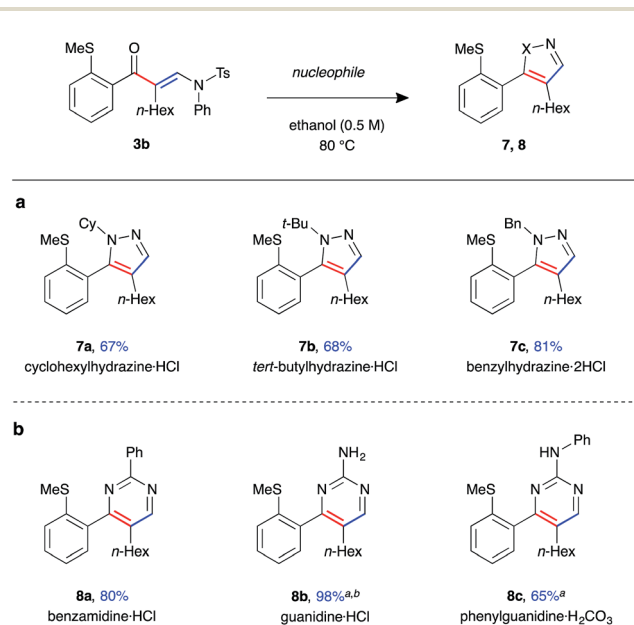 MeS
O
N
Ts
Ph
n-Hex
3b
nucleophile
ethanol (0.5 M)
80 °C
MeS
X
N
n-Hex
7, 8
a
Cy
MeS
N
N
n-Hex
7a, 67%
cyclohexylhydrazine·HCl
t-Bu
MeS
N
N
n-Hex
7b, 68%
tert-butylhydrazine·HCl
Bn
MeS
N
N
n-Hex
7c, 81%
benzylhydrazine·2HCl
b
Ph
MeS
N
N
n-Hex
8a, 80%
benzamidine·HCl
NH2
MeS
N
N
n-Hex
8b, 98%a,b
guanidine·HCl
HN
Ph
MeS
N
N
n-Hex
8c, 65%a
phenylguanidine·H2CO3